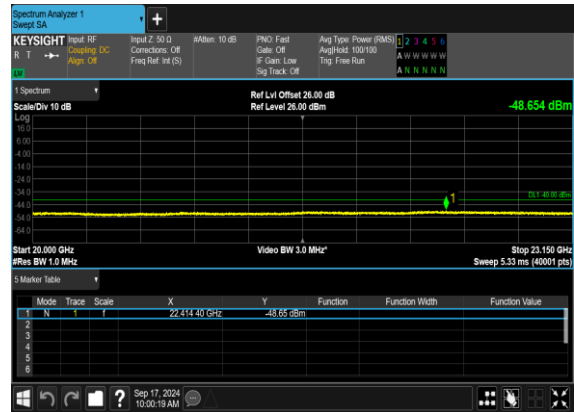 Spectrum Analyzer 1
Swept SA
+
KEYSIGHT Input: RF Input Z: 50 Ω #Atten: 10 dB PNO: Fast Avg Type: Power (RMS) 1 2 3 4 5 6
R T Coupling: DC Corrections: Off Gate: Off Avg|Hold: 100/100 A W W W W W
Align: Off Freq Ref: Int (S) IF Gain: Low Trig: Free Run
LW Sig Track: Off A N N N N N
1 Spectrum Ref Lvl Offset 26.00 dB
Scale/Div 10 dB Ref Level 26.00 dBm -48.654 dBm
Log
16.0
6.00
-4.00
-14.0
-24.0
-34.0
1 DL1 -40.00 dBm
-44.0
-54.0
-64.0
Start 20.000 GHz Video BW 3.0 MHz* Stop 23.150 GHz
#Res BW 1.0 MHz Sweep 5.33 ms (40001 pts)
5 Marker Table
Mode Trace Scale X Y Function Function Width Function Value
1 N 1 f 22.414 40 GHz -48.65 dBm
2
3
4
5
6
? Sep 17, 2024
10:00:19 AM